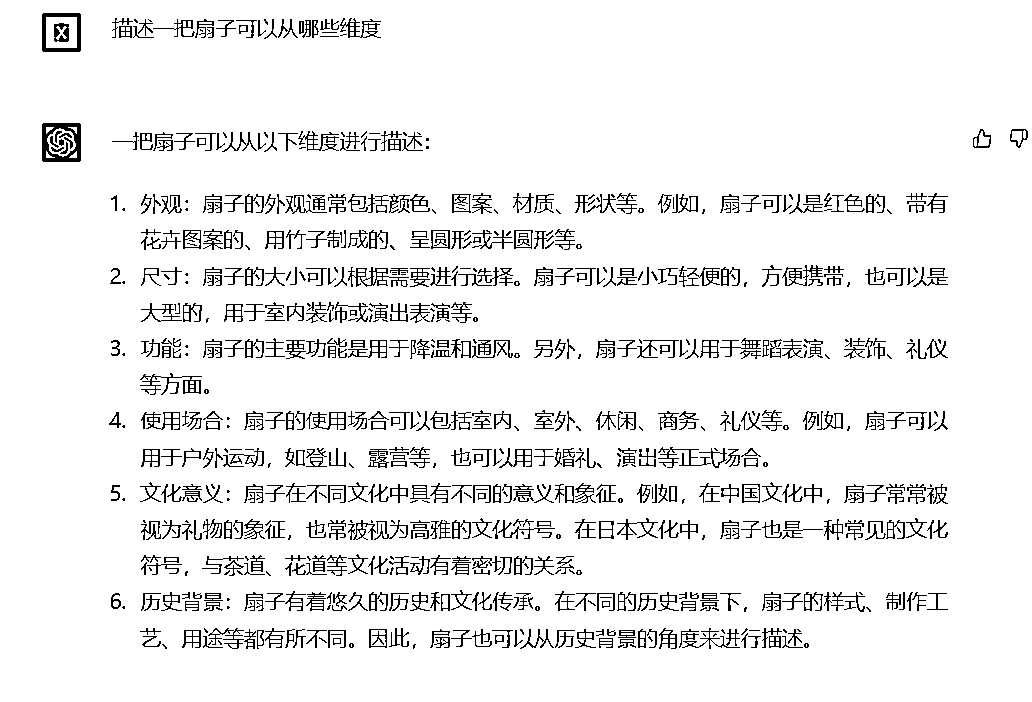 描述一把扇子可以从哪些维度
一把扇子可以从以下维度进行描述：
1. 外观：扇子的外观通常包括颜色、图案、材质、形状等。例如，扇子可以是红色的、带有
花卉图案的、用竹子制成的、呈圆形或半圆形等。
2. 尺寸：扇子的大小可以根据需要进行选择。扇子可以是小巧轻便的，方便携带，也可以是
大型的，用于室内装饰或演出表演等。
3. 功能：扇子的主要功能是用于降温和通风。另外，扇子还可以用于舞蹈表演、装饰、礼仪
等方面。
4. 使用场合：扇子的使用场合可以包括室内、室外、休闲、商务、礼仪等。例如，扇子可以
用于户外运动，如登山、露营等，也可以用于婚礼、演出等正式场合。
5. 文化意义：扇子在不同文化中具有不同的意义和象征。例如，在中国文化中，扇子常常被
视为礼物的象征，也常被视为高雅的文化符号。在日本文化中，扇子也是一种常见的文化
符号，与茶道、花道等文化活动有着密切的关系。
6. 历史背景：扇子有着悠久的历史和文化传承。在不同的历史背景下，扇子的样式、制作工
艺、用途等都有所不同。因此，扇子也可以从历史背景的角度来进行描述。